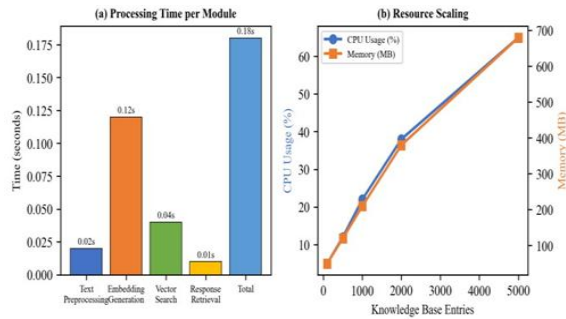 (a) Processing Time per Module
Time (seconds)
0.175
0.150
0.125
0.100
0.075
0.050
0.025
0.000
0.02s
0.12s
0.04s
0.01s
0.18s
Text
Preprocessing
Embedding
Generation
Vector
Search
Response
Retrieval
Total
(b) Resource Scaling
CPU Usage (%)
Memory (MB)
CPU Usage (%)
60
50
40
30
20
10
700
600
500
400
300
200
100
Memory (MB)
0
1000
2000
3000
4000
5000
Knowledge Base Entries